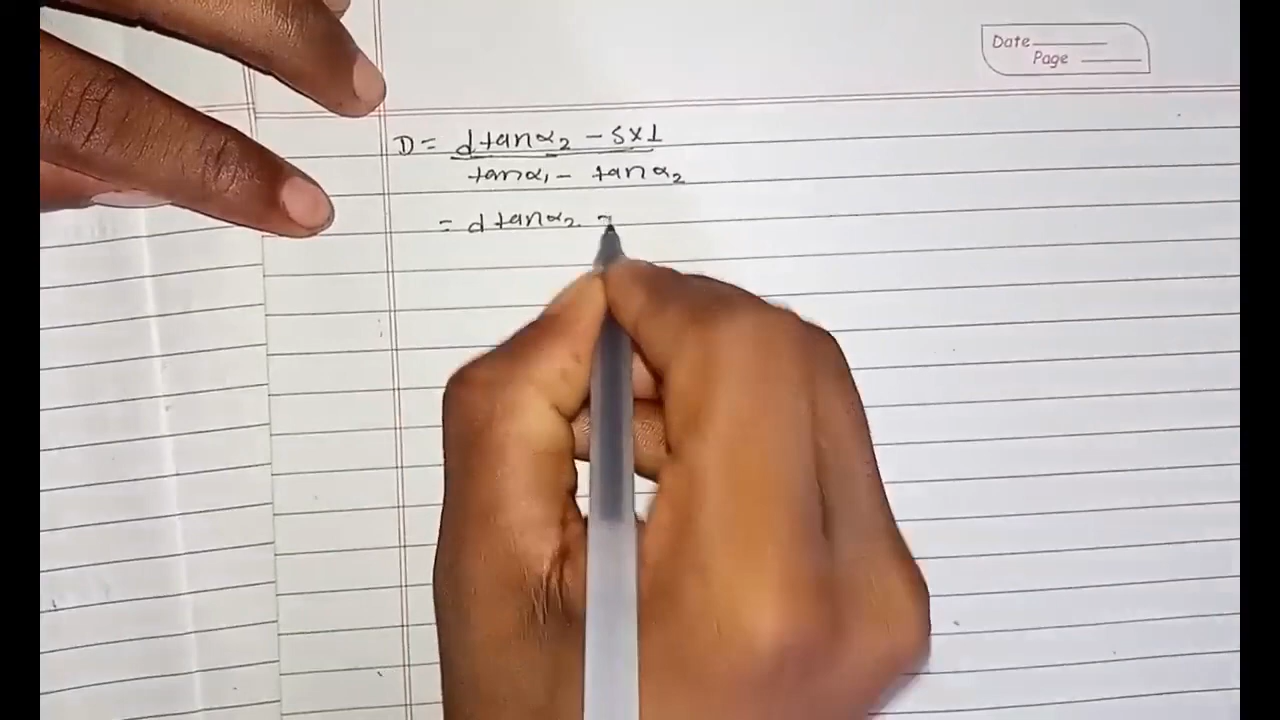 Date
Page
D = d tanα₂ - S×1
tanα₁ - tanα₂
= d tanα₂ -